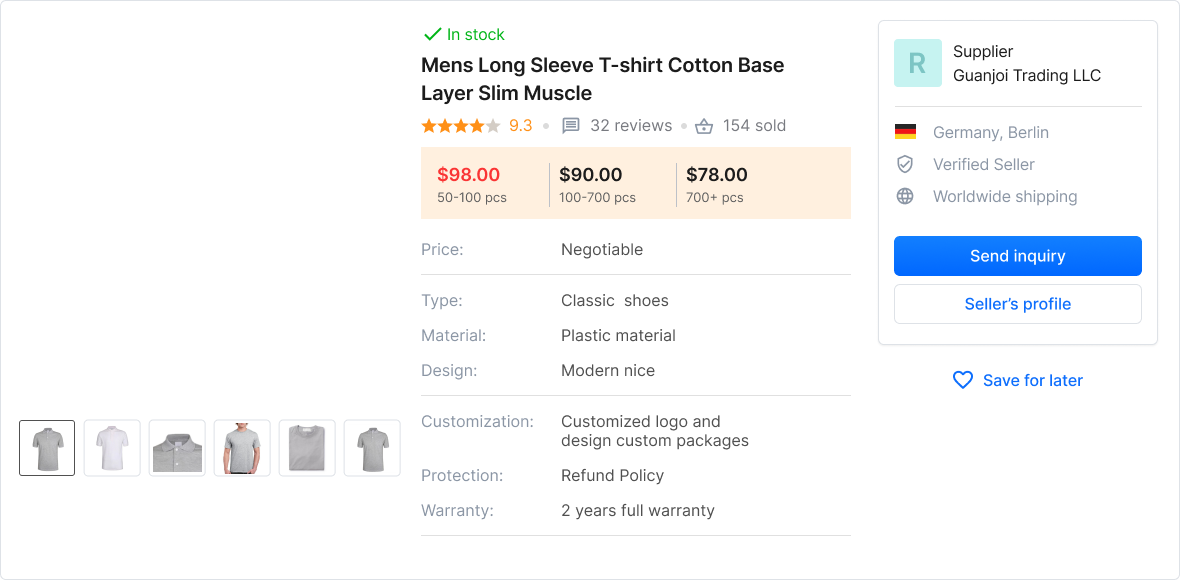 In stock
Mens Long Sleeve T-shirt Cotton Base
Layer Slim Muscle
9.3
32 reviews
154 sold
$98.00
50-100 pcs
$90.00
100-700 pcs
$78.00
700+ pcs
Price: Negotiable
Type: Classic shoes
Material: Plastic material
Design: Modern nice
Customization: Customized logo and
design custom packages
Protection: Refund Policy
Warranty: 2 years full warranty
R
Supplier
Guanjoi Trading LLC
Germany, Berlin
Verified Seller
Worldwide shipping
Send inquiry
Seller’s profile
Save for later